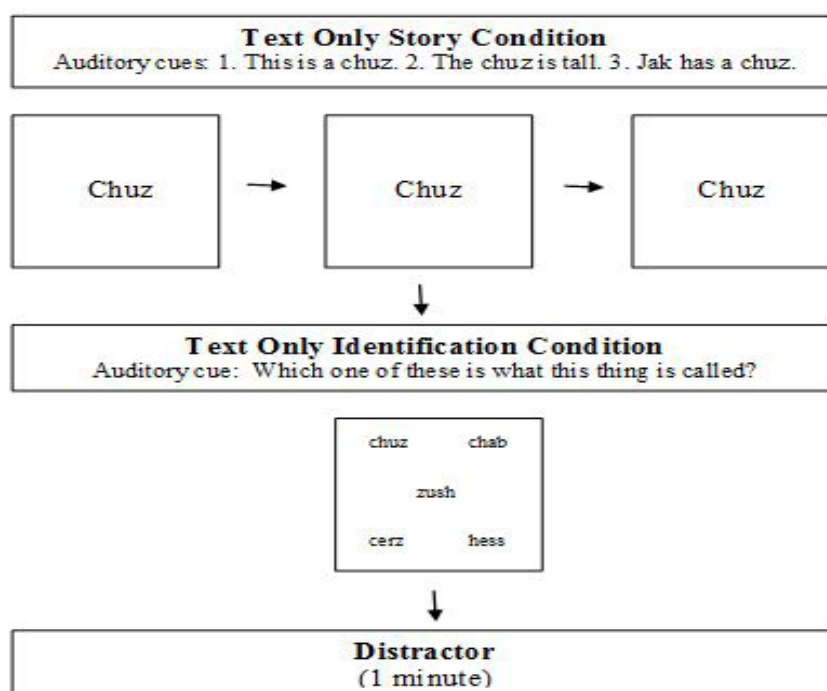 Text Only Story Condition
Auditory cues: 1. This is a chuz. 2. The chuz is tall. 3. Jak has a chuz.
Chuz Chuz Chuz
Text Only Identification Condition
Auditory cue: Which one of these is what this thing is called?
chuz chab
zush
cerz hess
Distractor
(1 minute)